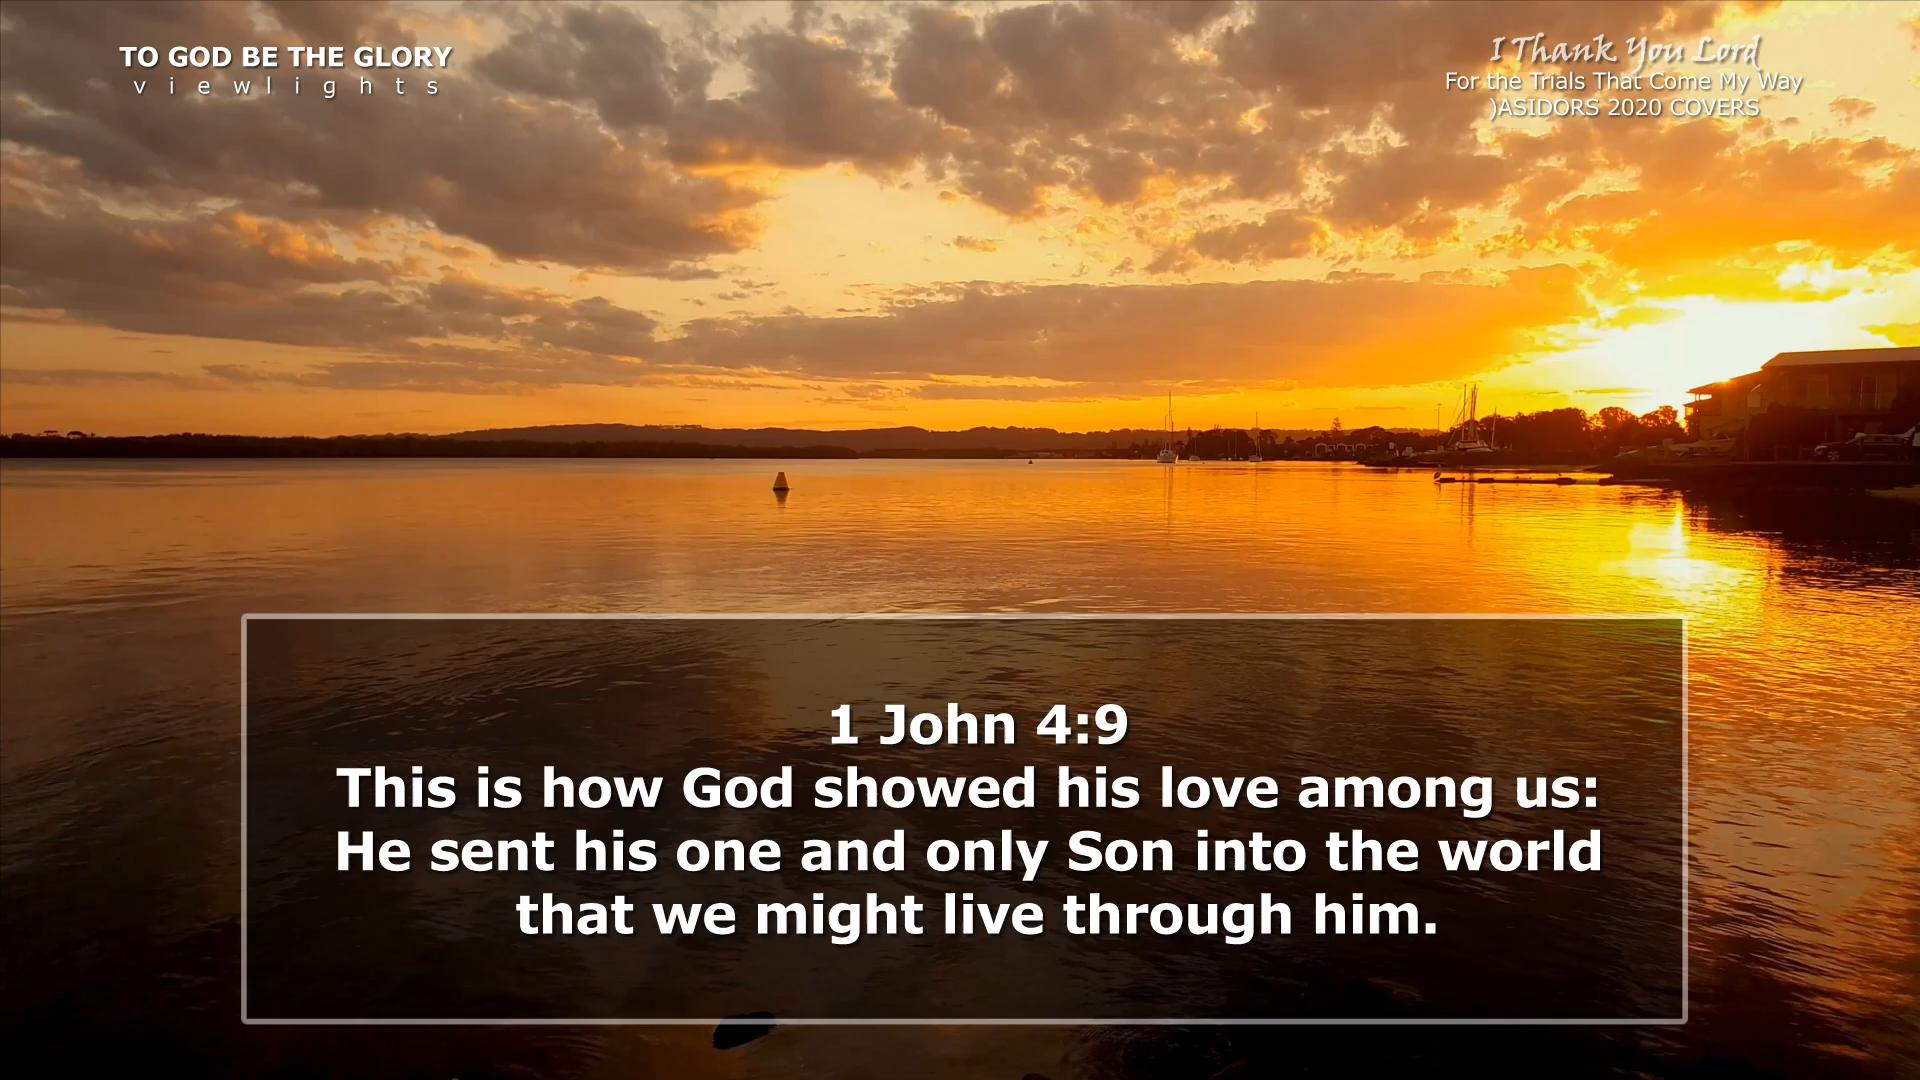 TO GOD BE THE GLORY
viewlights
I Thank You Lord
For the Trials That Come My Way
)ASIDORS 2020 COVERS
1 John 4:9
This is how God showed his love among us:
He sent his one and only Son into the world
that we might live through him.